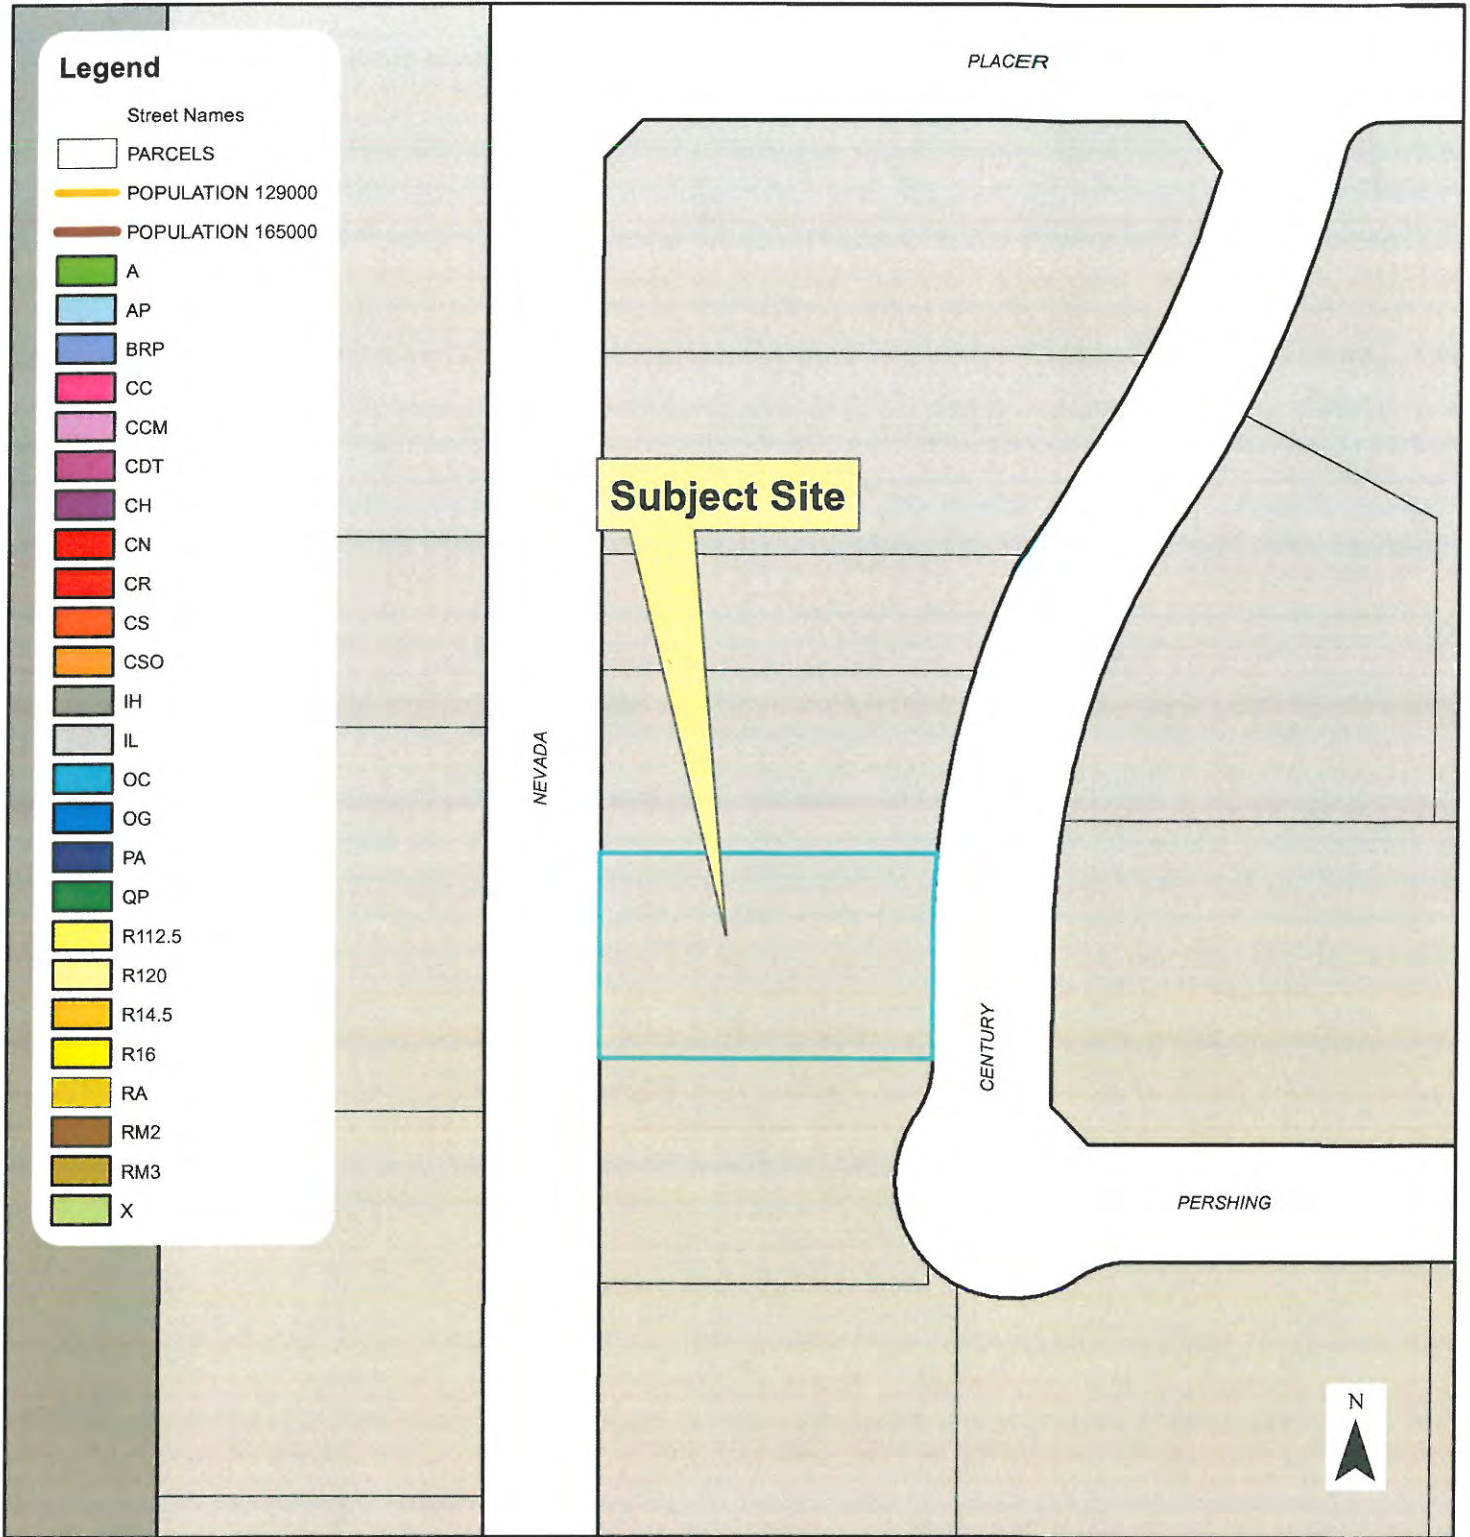 Legend
Street Names
PARCELS
POPULATION 129000
POPULATION 165000
A
AP
BRP
CC
CCM
CDT
CH
CN
CR
CS
CSO
IH
IL
OC
OG
PA
QP
R112.5
R120
R14.5
R16
RA
RM2
RM3
X
PLACER
Subject Site
NEVADA
CENTURY
PERSHING
N